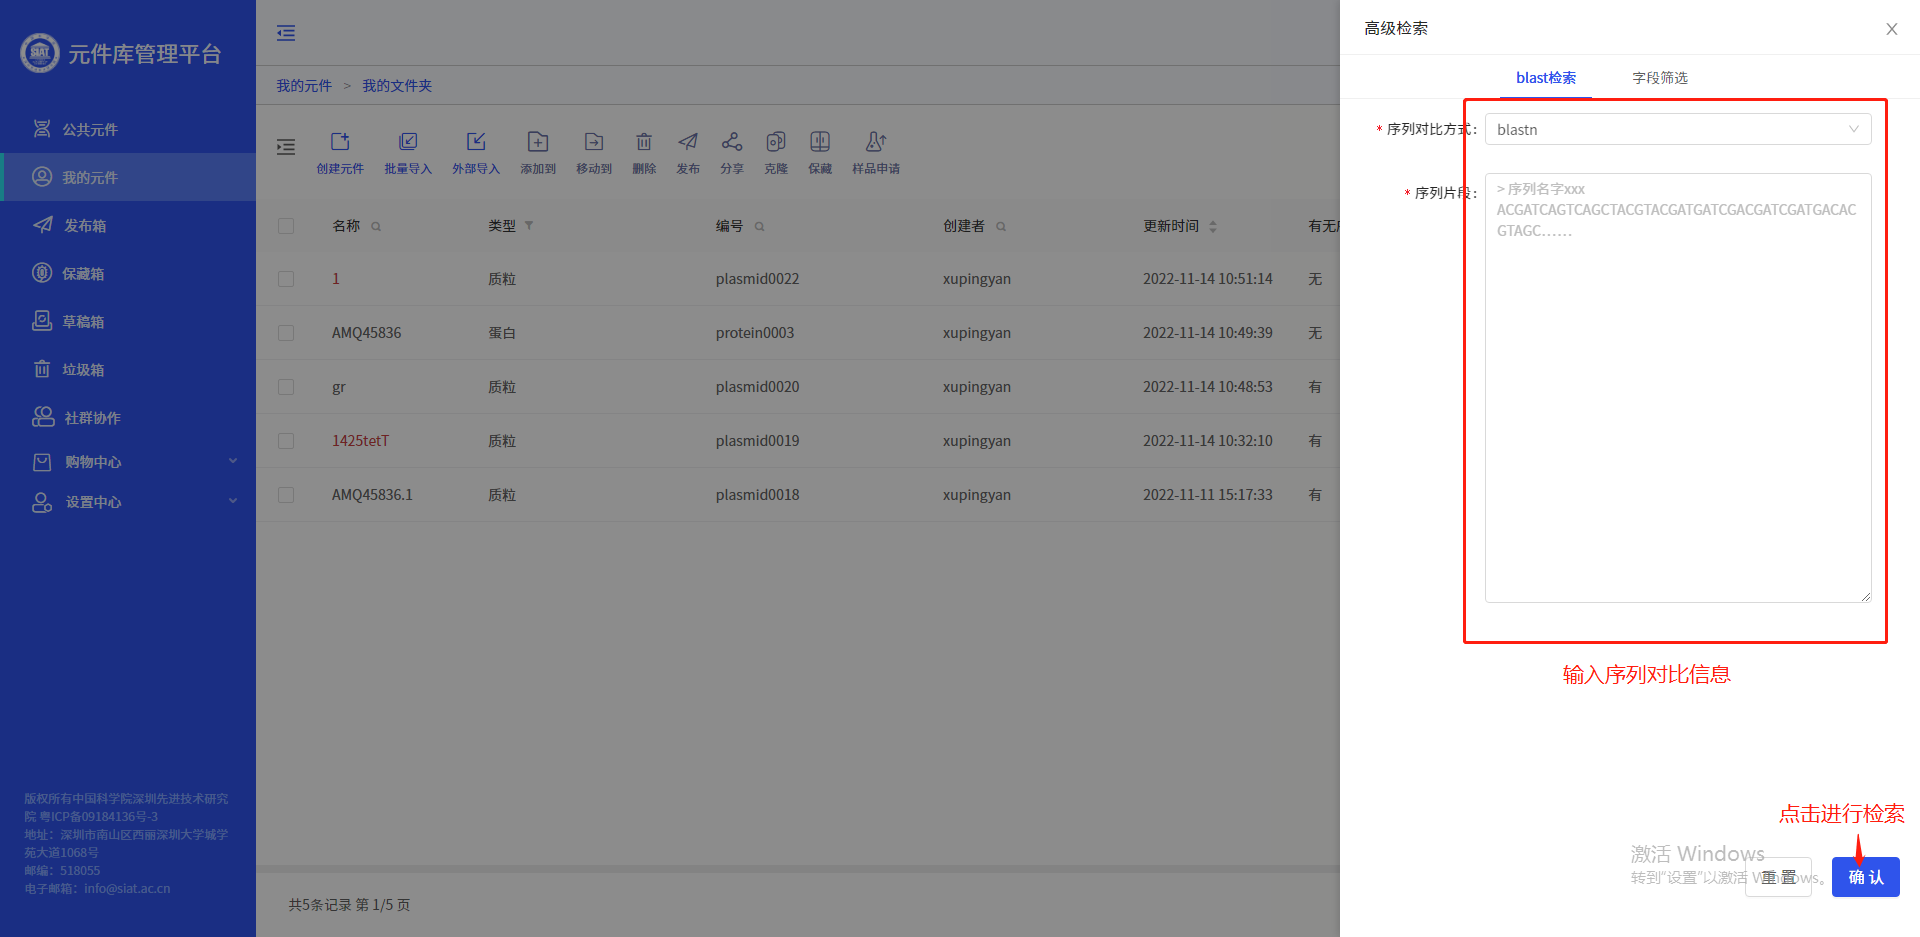 元件库管理平台
公共元件
我的元件
发布箱
保藏箱
草稿箱
垃圾箱
社群协作
购物中心
设置中心
版权所有中国科学院深圳先进技术研究
院 粤ICP备09184136号-3
地址：深圳市南山区西丽深圳大学城学
苑大道1068号
邮编：518055
电子邮箱：info@siat.ac.cn
我的元件 > 我的文件夹
创建元件 批量导入 外部导入 添加到 移动到 删除 发布 分享 克隆 保藏 样品申请
名称 类型 编号 创建者 更新时间 有无
1 质粒 plasmid0022 xupingyan 2022-11-14 10:51:14 无
AMQ45836 蛋白 protein0003 xupingyan 2022-11-14 10:49:39 无
gr 质粒 plasmid0020 xupingyan 2022-11-14 10:48:53 有
1425tetT 质粒 plasmid0019 xupingyan 2022-11-14 10:32:10 有
AMQ45836.1 质粒 plasmid0018 xupingyan 2022-11-11 15:17:33 有
共5条记录 第 1/5 页
高级检索
blast检索 字段筛选
* 序列对比方式： blastn
* 序列片段： > 序列名字xxx
ACGATCAGTCAGCTACGTACGATGATCGACGATCGATGACAC
GTAGC......
输入序列对比信息
点击进行检索
激活 Windows
转到"设置"以激活 Windows。
重 置 确 认